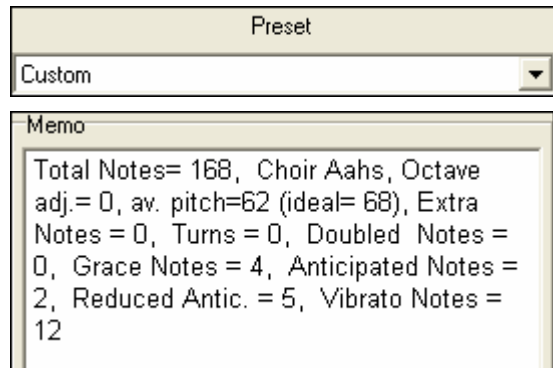 Preset
Custom
Memo
Total Notes= 168,  Choir Aahs, Octave
adj.= 0, av. pitch=62 (ideal= 68), Extra
Notes = 0,  Turns = 0,  Doubled  Notes =
0,  Grace Notes = 4,  Anticipated Notes =
2,  Reduced Antic. = 5,  Vibrato Notes =
12